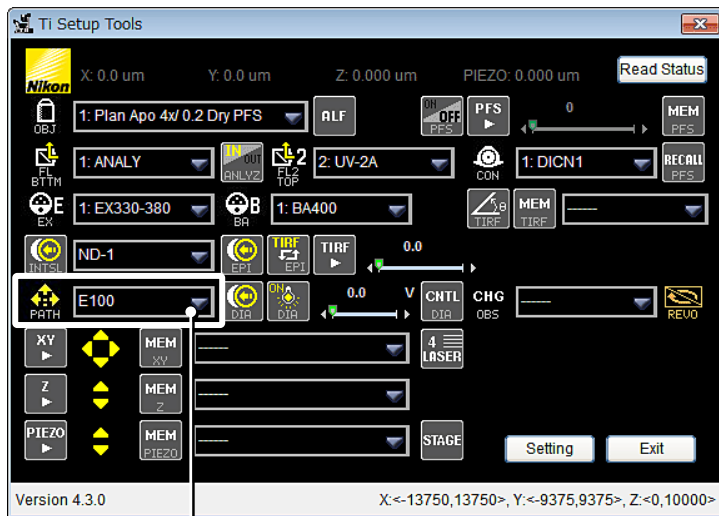 Ti Setup Tools
Nikon X: 0.0 um Y: 0.0 um Z: 0.000 um PIEZO: 0.000 um Read Status
OBJ 1: Plan Apo 4x/ 0.2 Dry PFS ALF ON OFF PFS PFS 0 MEM PFS
FL BTTM 1: ANALY IN OUT ANLYZ 2 FL2 TOP 2: UV-2A CON 1: DICN1 RECALL PFS
E EX 1: EX330-380 B BA 1: BA400 θ TIRF MEM TIRF -----
INTSL ND-1 EPI TIRF EPI TIRF 0.0
PATH E100 DIA ON DIA 0.0 V CNTL DIA CHG OBS ----- REVO
XY MEM XY ----- 4 LASER
Z MEM Z -----
PIEZO MEM PIEZO ----- STAGE Setting Exit
Version 4.3.0 X:<-13750,13750>, Y:<-9375,9375>, Z:<0,10000>